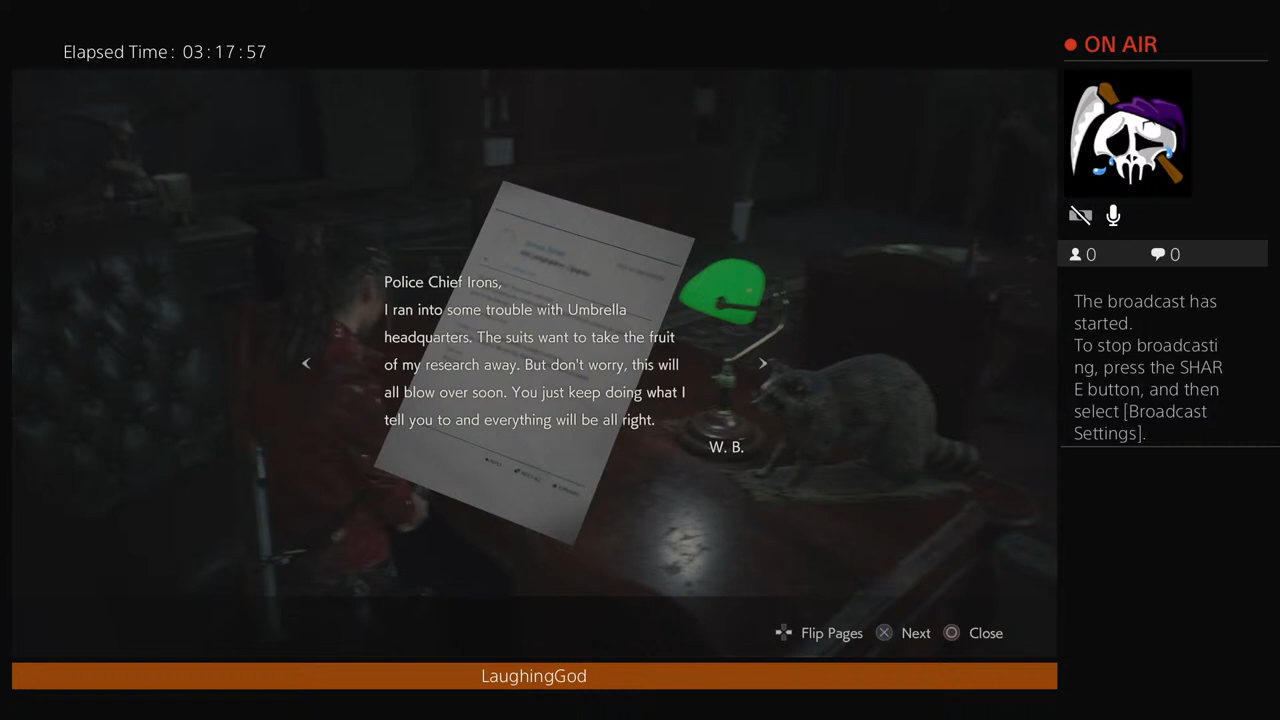 Elapsed Time: 03:17:57
ON AIR
Police Chief Irons,
I ran into some trouble with Umbrella
headquarters. The suits want to take the fruit
of my research away. But don't worry, this will
all blow over soon. You just keep doing what I
tell you to and everything will be all right.
W. B.
0
0
The broadcast has
started.
To stop broadcasti
ng, press the SHAR
E button, and then
select [Broadcast
Settings].
Flip Pages
Next
Close
LaughingGod